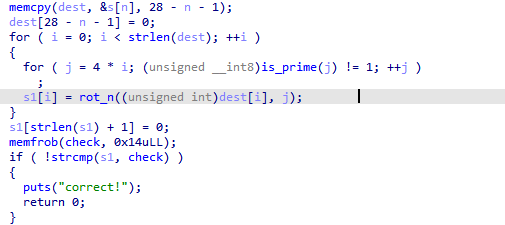 memcpy(dest, &s[n], 28 - n - 1);
dest[28 - n - 1] = 0;
for ( i = 0; i < strlen(dest); ++i )
{
for ( j = 4 * i; (unsigned __int8)is_prime(j) != 1; ++j )
;
s1[i] = rot_n((unsigned int)dest[i], j);
}
s1[strlen(s1) + 1] = 0;
memfrob(check, 0x14uLL);
if ( !strcmp(s1, check) )
{
puts("correct!");
return 0;
}